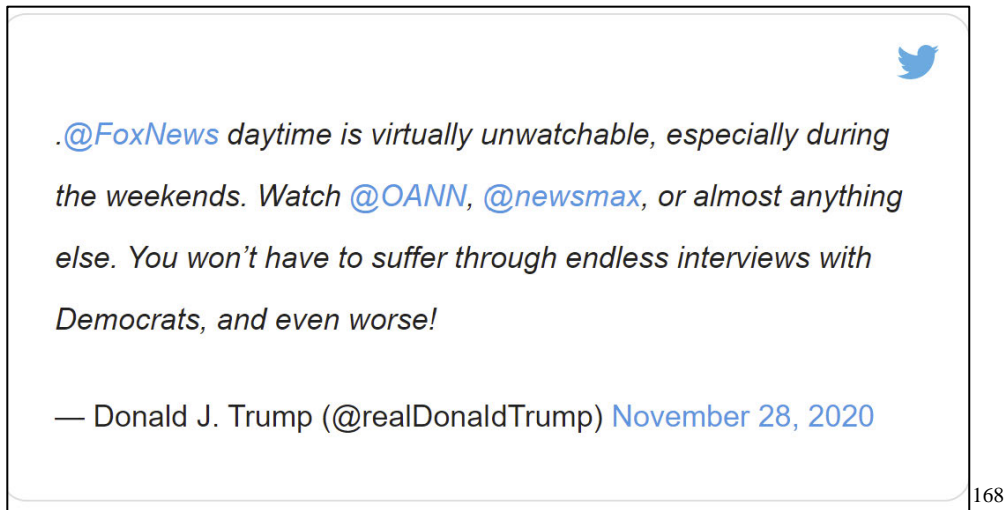 .@FoxNews daytime is virtually unwatchable, especially during
the weekends. Watch @OANN, @newsmax, or almost anything
else. You won’t have to suffer through endless interviews with
Democrats, and even worse!
— Donald J. Trump (@realDonaldTrump) November 28, 2020
168